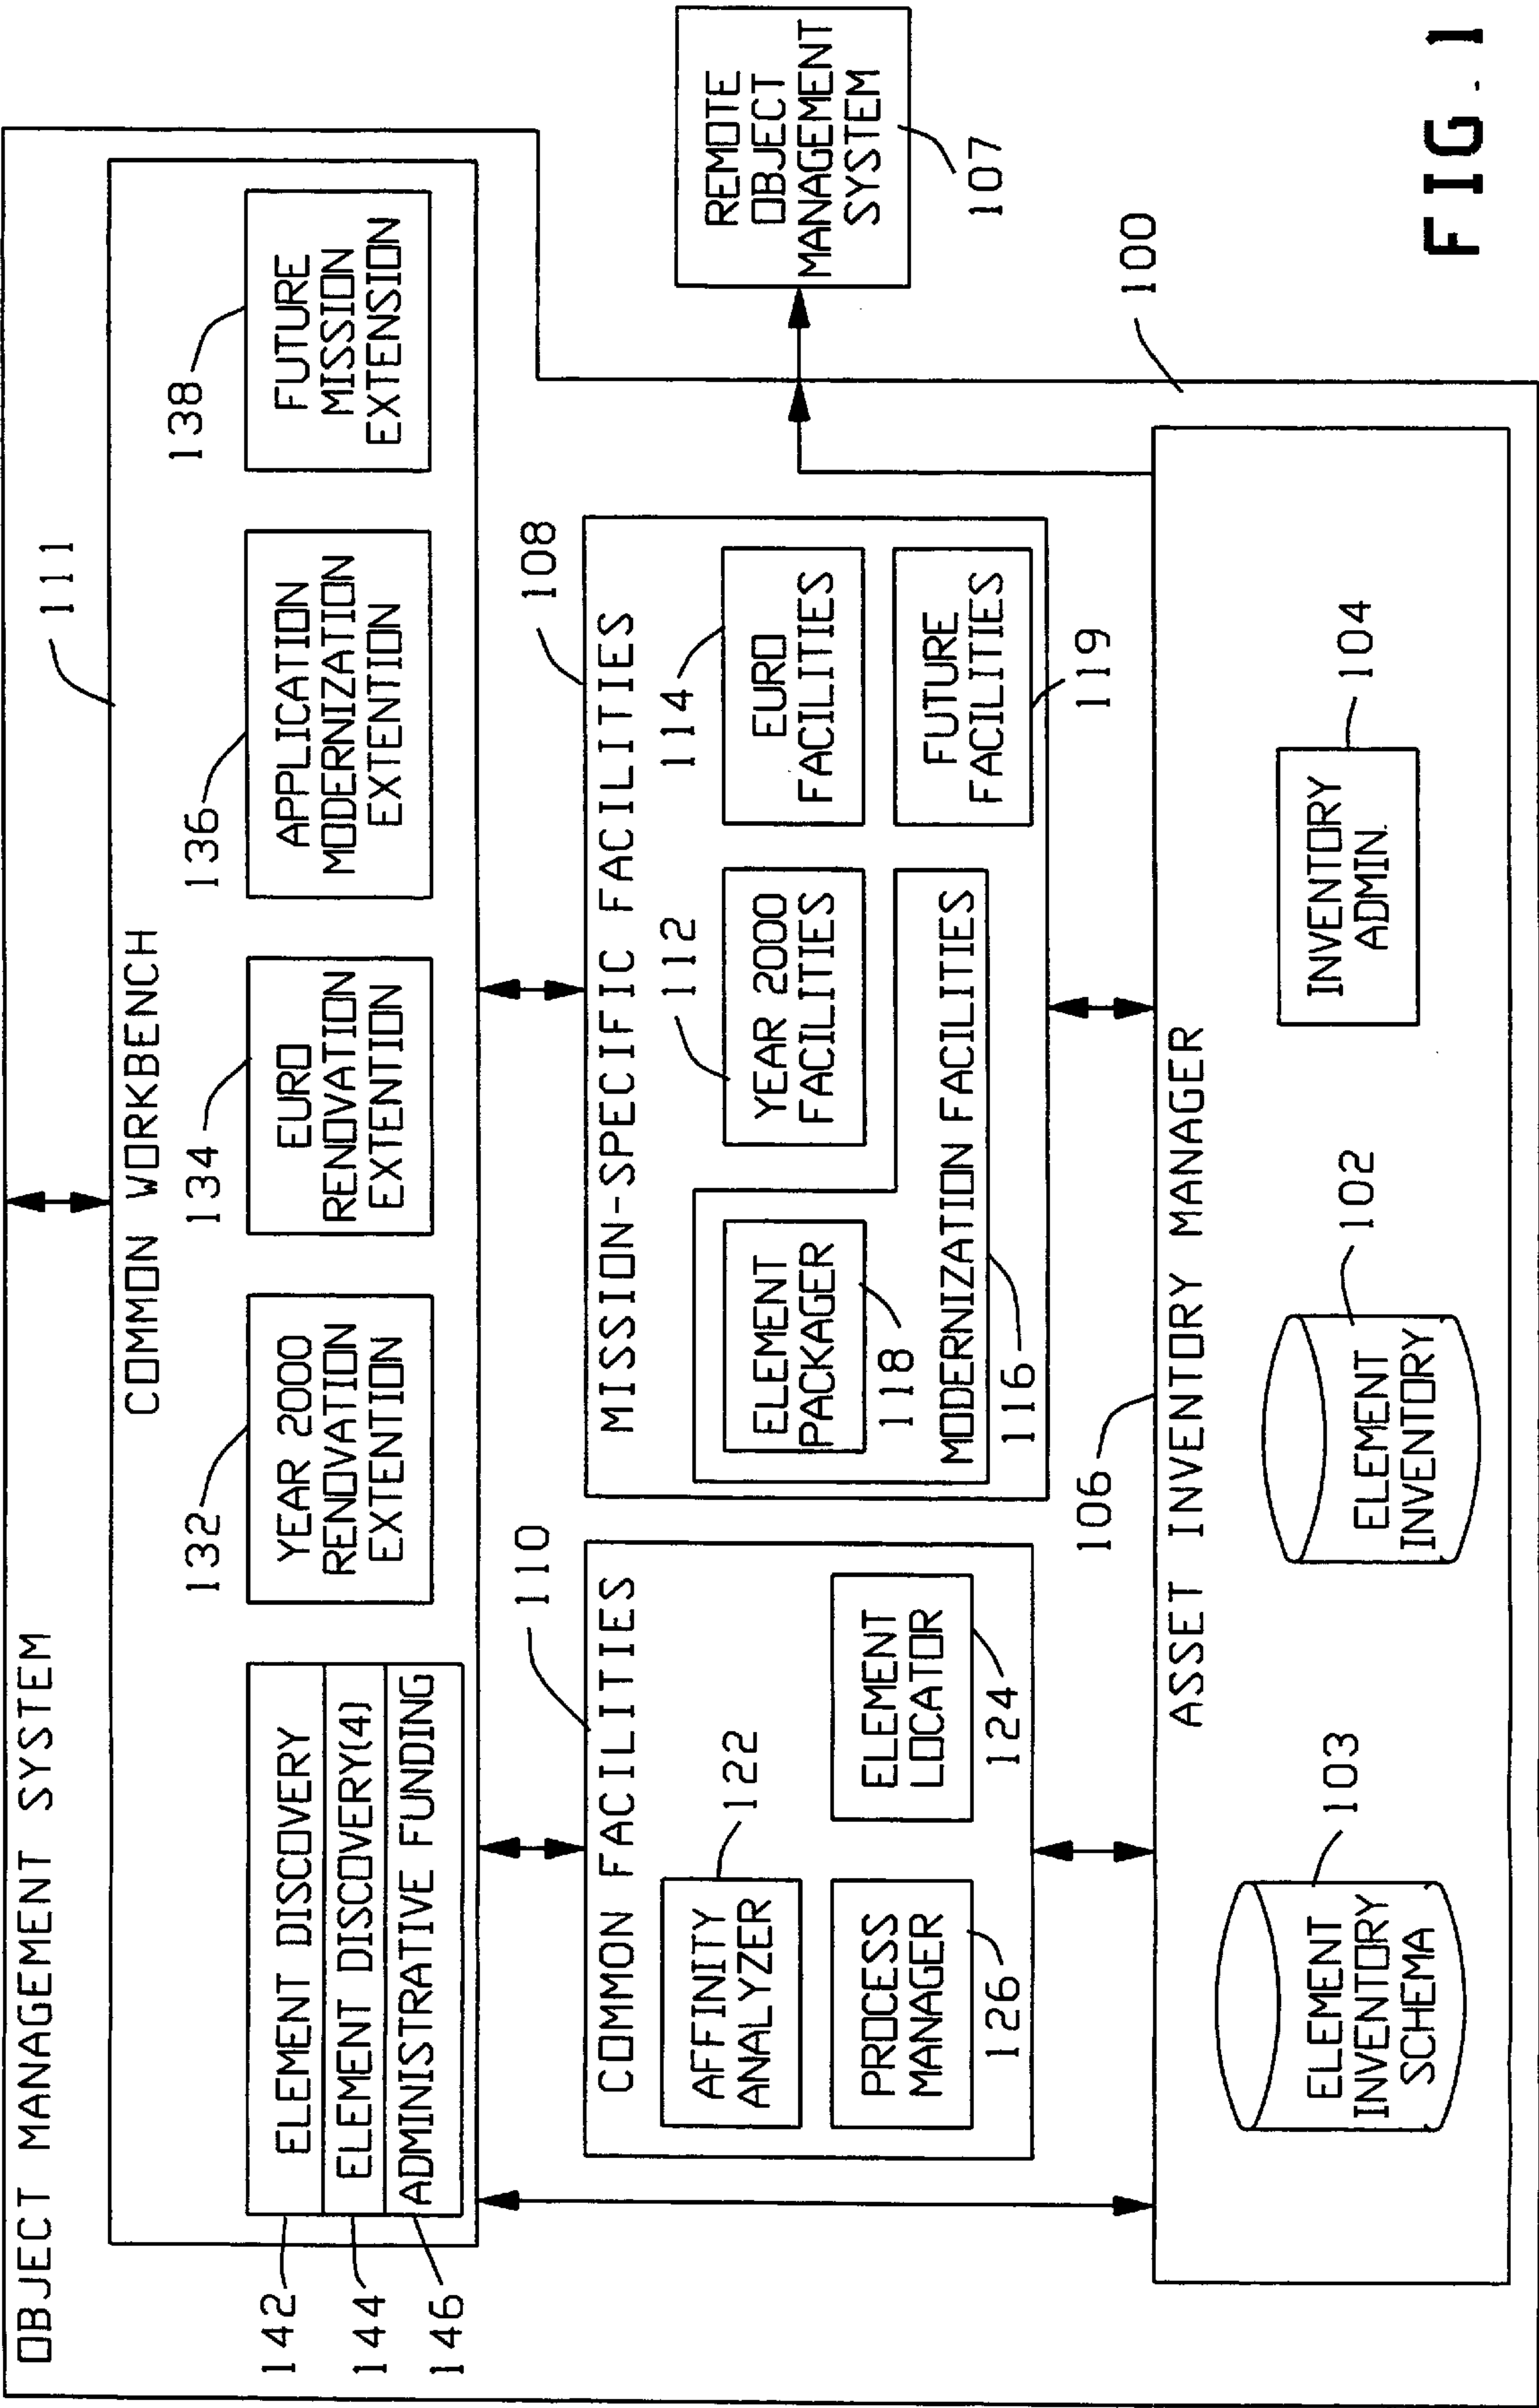 OBJECT MANAGEMENT SYSTEM
111
COMMON WORKBENCH
142
ELEMENT DISCOVERY
144
ELEMENT DISCOVERY(4)
146
ADMINISTRATIVE FUNDING
132
YEAR 2000
RENOVATION
EXTENTION
134
EURO
RENOVATION
EXTENTION
136
APPLICATION
MODERNIZATION
EXTENTION
138
FUTURE
MISSION
EXTENSION
110
COMMON FACILITIES
122
AFFINITY
ANALYZER
PROCESS
MANAGER
126
ELEMENT
LOCATOR
124
108
MISSION-SPECIFIC FACILITIES
ELEMENT
PACKAGER
118
MODERNIZATION FACILITIES
116
112
YEAR 2000
FACILITIES
114
EURO
FACILITIES
FUTURE
FACILITIES
119
REMOTE
OBJECT
MANAGEMENT
SYSTEM
107
100
106
ASSET INVENTORY MANAGER
103
ELEMENT
INVENTORY
SCHEMA
102
ELEMENT
INVENTORY
104
INVENTORY
ADMIN.
FIG. 1